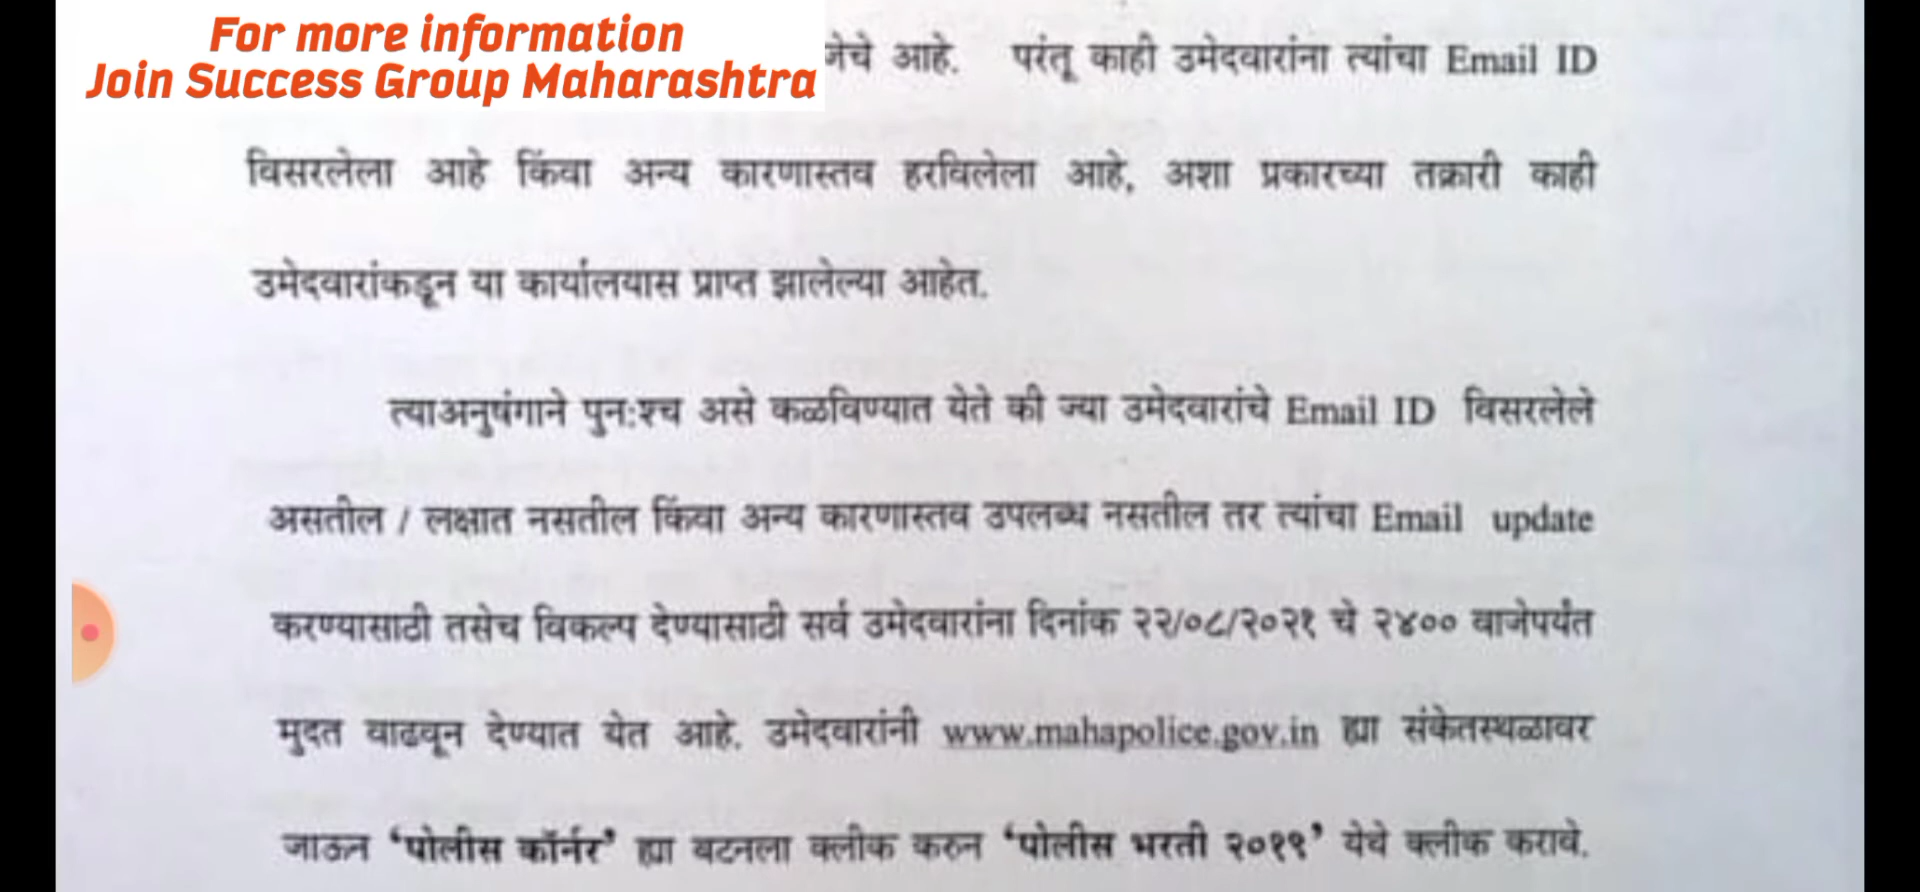 For more information
Join Success Group Maharashtra
जेचे आहे. परंतू काही उमेदवारांना त्यांचा Email ID
विसरलेला आहे किंवा अन्य कारणास्तव हरविलेला आहे, अशा प्रकारच्या तक्रारी काही
उमेदवारांकडून या कार्यालयास प्राप्त झालेल्या आहेत.
त्याअनुषंगाने पुन:श्च असे कळविण्यात येते की ज्या उमेदवारांचे Email ID विसरलेले
असतील / लक्षात नसतील किंवा अन्य कारणास्तव उपलब्ध नसतील तर त्यांचा Email update
करण्यासाठी तसेच विकल्प देण्यासाठी सर्व उमेदवारांना दिनांक २२/०८/२०२१ चे २४०० वाजेपर्यंत
मुदत वाढवून देण्यात येत आहे. उमेदवारांनी www.mahapolice.gov.in ह्या संकेतस्थळावर
जाऊन ‘पोलीस कॉर्नर’ ह्या बटनला क्लीक करुन ‘पोलीस भरती २०१९’ येथे क्लीक करावे.